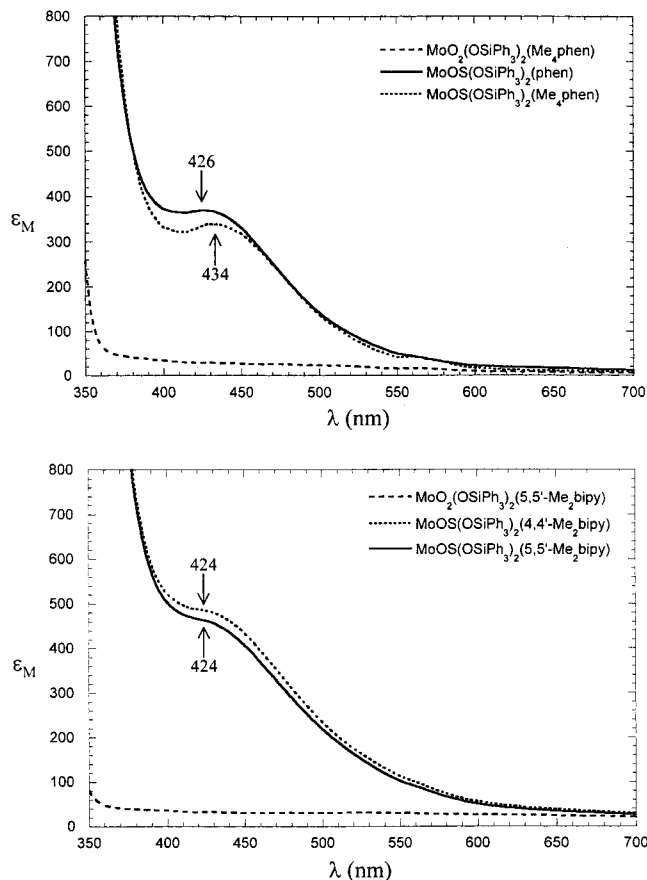 800
700
600
500
400
300
200
100
0
ε_M
MoO₂(OSiPh₃)₂(Me₄phen)
MoOS(OSiPh₃)₂(phen)
MoOS(OSiPh₃)₂(Me₄phen)
426
434
350 400 450 500 550 600 650 700
λ (nm)
800
700
600
500
400
300
200
100
0
ε_M
MoO₂(OSiPh₃)₂(5,5'-Me₂bipy)
MoOS(OSiPh₃)₂(4,4'-Me₂bipy)
MoOS(OSiPh₃)₂(5,5'-Me₂bipy)
424
424
350 400 450 500 550 600 650 700
λ (nm)